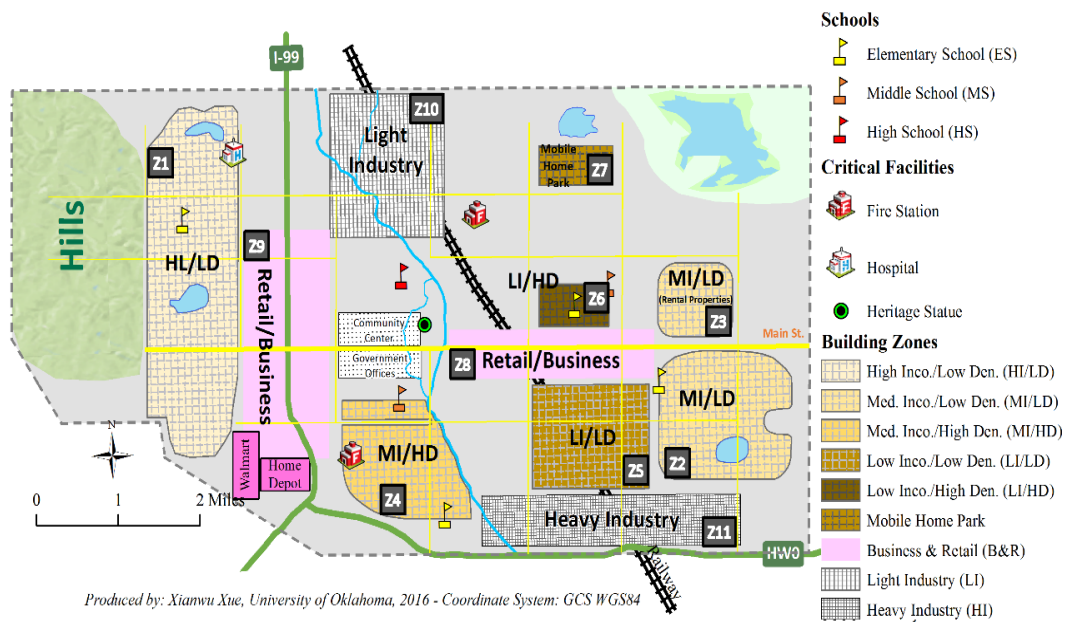 I-99
Z10
Light
Industry
Z1
H
Mobile
Home
Park
Z7
F
Hills
HL/LD
Z9
Retail/Business
LI/HD
Z6
MI/LD
(Rental Properties)
Z3
Community
Center
Main St.
Government
Offices
Z8
Retail/Business
MI/LD
LI/LD
Z2
Z5
F
MI/HD
Z4
N
Walmart
Home
Depot
0 1 2 Miles
Heavy Industry
Z11
HW0
Railway
Produced by: Xianwu Xue, University of Oklahoma, 2016 - Coordinate System: GCS WGS84
Schools
Elementary School (ES)
Middle School (MS)
High School (HS)
Critical Facilities
F
Fire Station
H
Hospital
Heritage Statue
Building Zones
High Inco./Low Den. (HI/LD)
Med. Inco./Low Den. (MI/LD)
Med. Inco./High Den. (MI/HD)
Low Inco./Low Den. (LI/LD)
Low Inco./High Den. (LI/HD)
Mobile Home Park
Business & Retail (B&R)
Light Industry (LI)
Heavy Industry (HI)